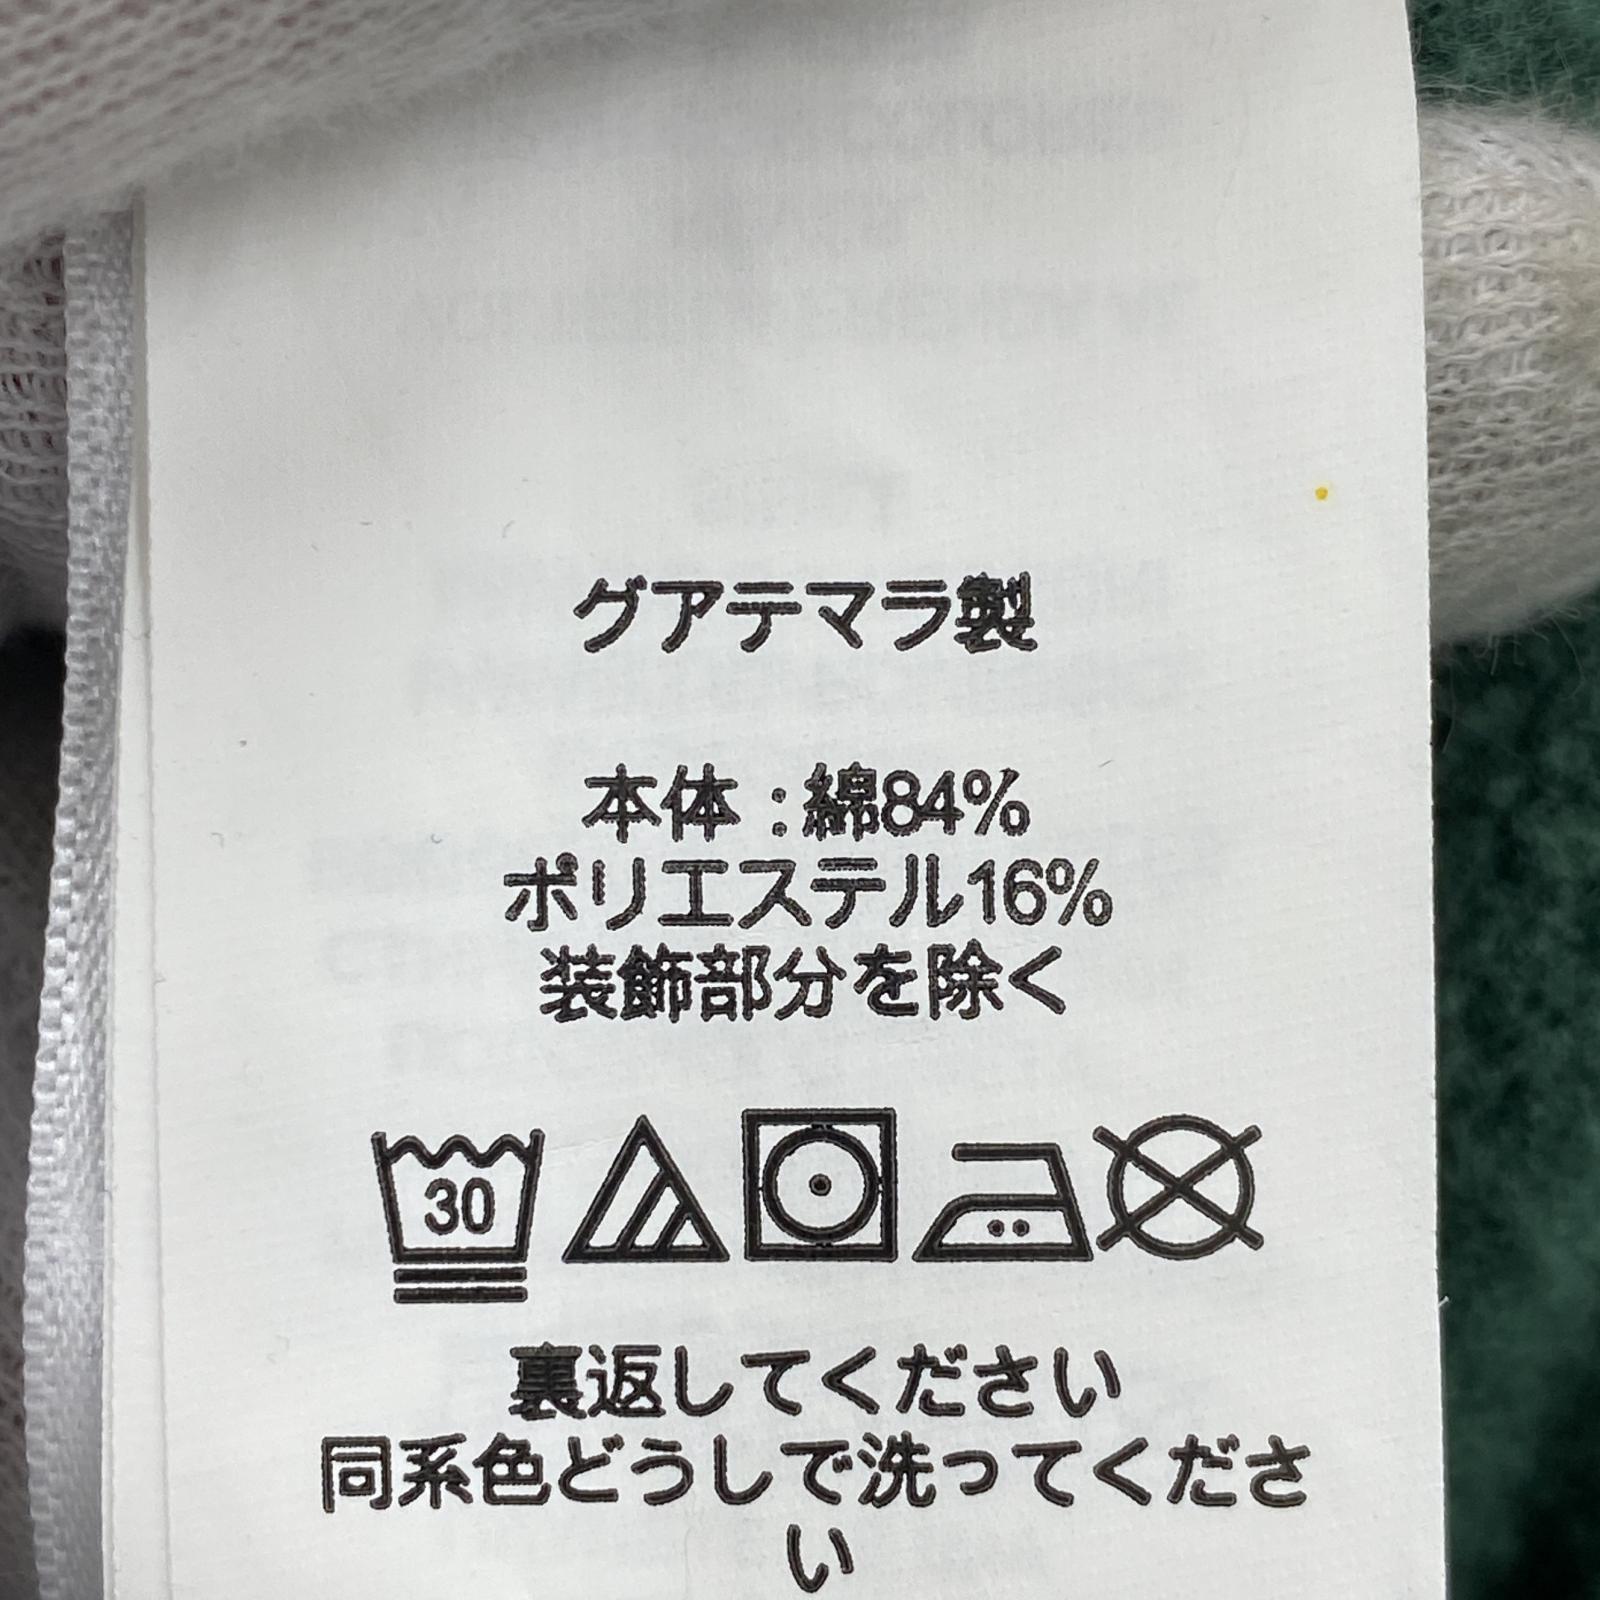 グアテマラ製
本体 : 綿84%
ポリエステル16%
装飾部分を除く
30
裏返してください
同系色どうしで洗ってくださ
い